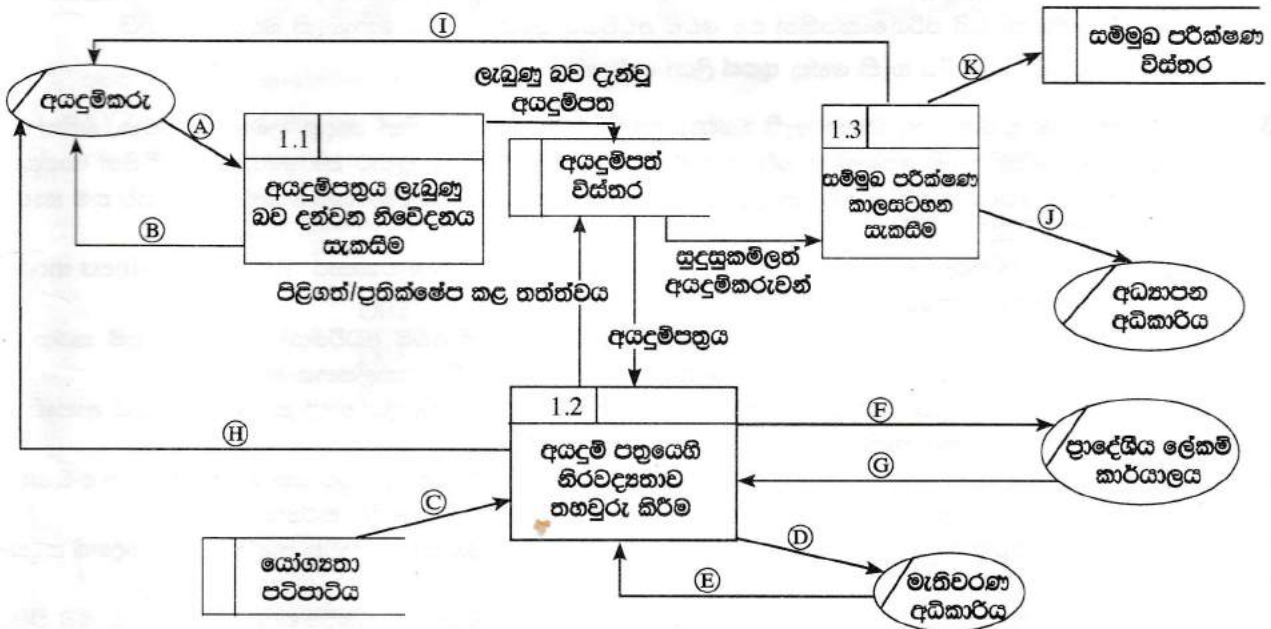 Ⓘ
සම්මුඛ පරීක්ෂණ
විස්තර
Ⓚ
ලැබුණු බව දැන්වූ
අයදුම්පත
අයදුම්කරු
Ⓐ
1.1
අයදුම්පත්‍රය ලැබුණු
බව දන්වන නිවේදනය
සැකසීම
Ⓑ
අයදුම්පත්
විස්තර
1.3
සම්මුඛ පරීක්ෂණ
කාලසටහන
සැකසීම
Ⓙ
සුදුසුකම්ලත්
අයදුම්කරුවන්
පිළිගත්/ප්‍රතික්ෂේප කළ තත්ත්වය
අධ්‍යාපන
අධිකාරිය
අයදුම්පත්‍රය
1.2
අයදුම් පත්‍රයෙහි
නිරවද්‍යතාව
තහවුරු කිරීම
Ⓕ
Ⓗ
ප්‍රාදේශීය ලේකම්
කාර්යාලය
Ⓖ
Ⓒ
Ⓓ
යෝග්‍යතා
පටිපාටිය
Ⓔ
මැතිවරණ
අධිකාරිය